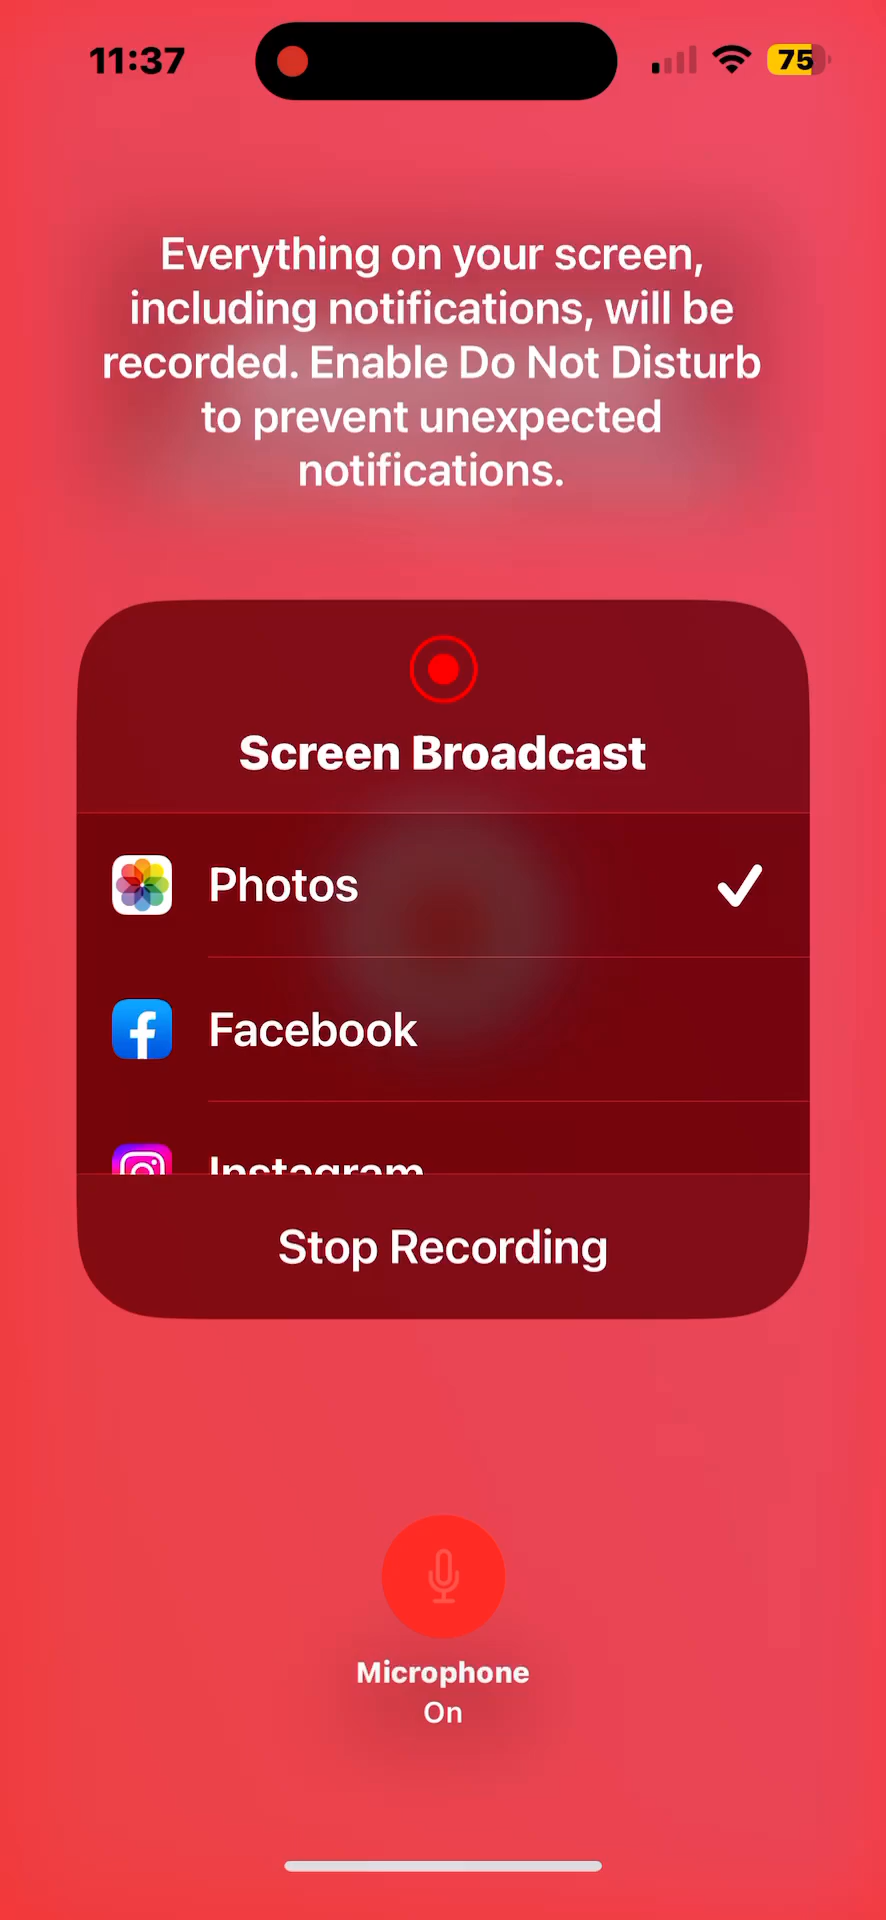 11:37
75
Everything on your screen,
including notifications, will be
recorded. Enable Do Not Disturb
to prevent unexpected
notifications.
Screen Broadcast
Photos
Facebook
Instagram
Stop Recording
Microphone
On